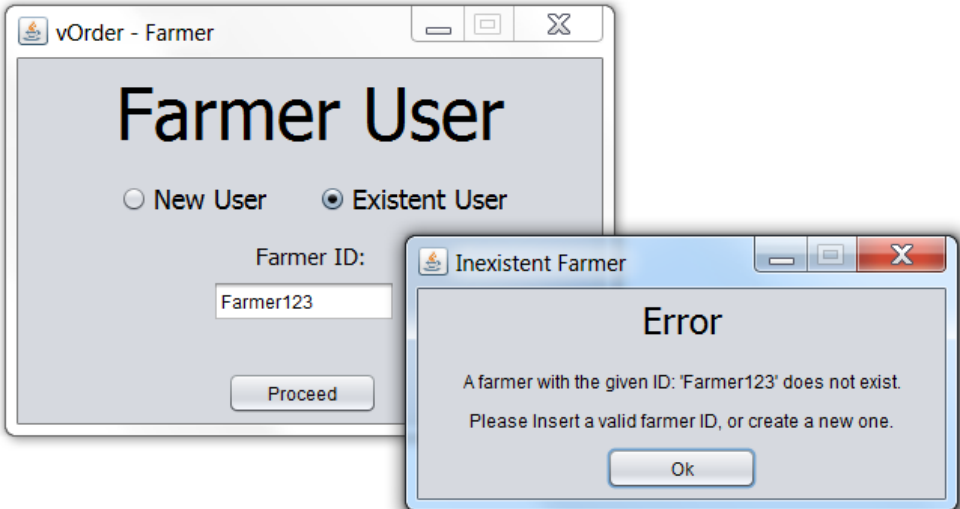 vOrder - Farmer
Farmer User
New User Existent User
Farmer ID:
Farmer123
Proceed
Inexistent Farmer
Error
A farmer with the given ID: 'Farmer123' does not exist.
Please Insert a valid farmer ID, or create a new one.
Ok